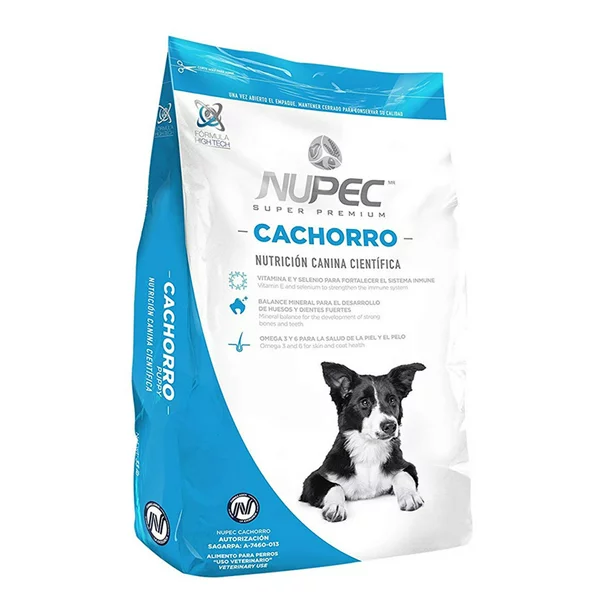 UNA VEZ ABIERTO EL EMPAQUE, MANTENER CERRADO PARA CONSERVAR SU CALIDAD
FÓRMULA
HIGH TECH
NUPEC MR
SUPER PREMIUM
CACHORRO
NUTRICIÓN CANINA CIENTÍFICA
VITAMINA E Y SELENIO PARA FORTALECER EL SISTEMA INMUNE
Vitamin E and selenium to strengthen the immune system
BALANCE MINERAL PARA EL DESARROLLO
DE HUESOS Y DIENTES FUERTES
Mineral balance for the development of strong
bones and teeth
OMEGA 3 Y 6 PARA LA SALUD DE LA PIEL Y EL PELO
Omega 3 and 6 for skin and coat health
CACHORRO
PUPPY
NUTRICIÓN CANINA CIENTÍFICA
N
N
NUPEC CACHORRO
AUTORIZACIÓN
SAGARPA: A-7460-013
ALIMENTO PARA PERROS
"USO VETERINARIO"
VETERINARY USE